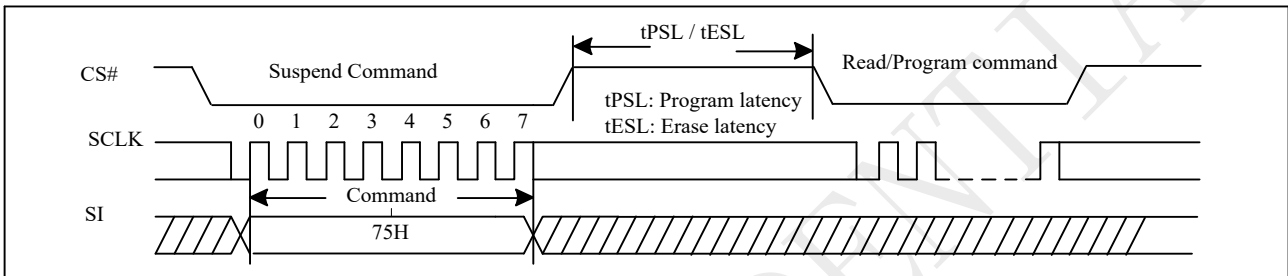 tPSL / tESL
CS#
Suspend Command
Read/Program command
tPSL: Program latency
tESL: Erase latency
0 1 2 3 4 5 6 7
SCLK
Command
SI
75H
ENTIA